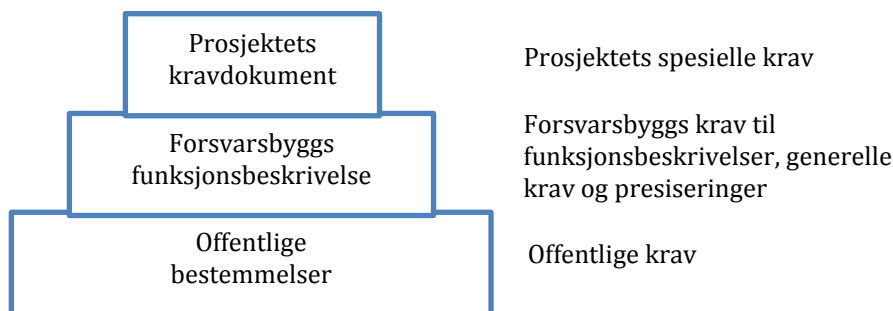 Prosjektets
kravdokument
Prosjektets spesielle krav
Forsvarsbyggs
funksjonsbeskrivelse
Forsvarsbyggs krav til
funksjonsbeskrivelser, generelle
krav og presiseringer
Offentlige
bestemmelser
Offentlige krav